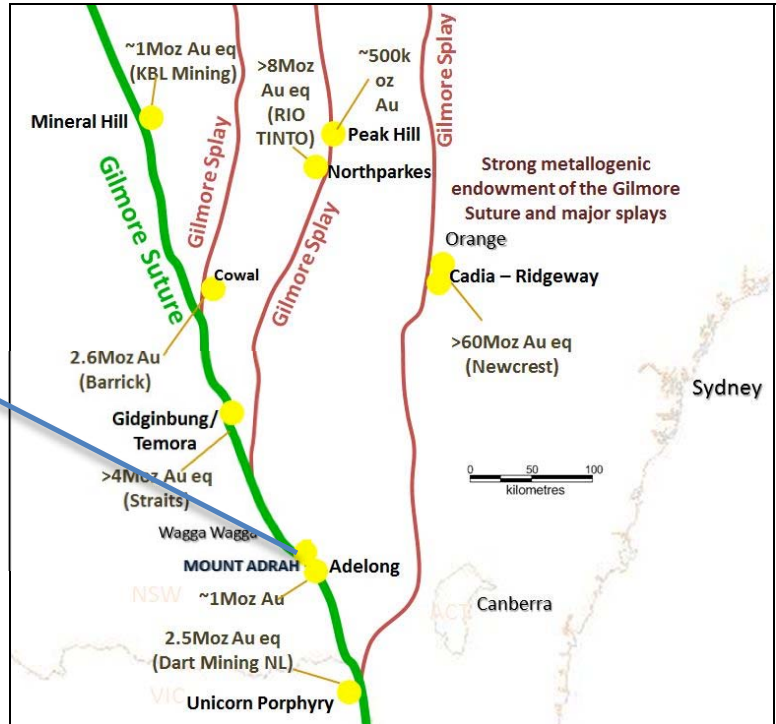 ~1Moz Au eq
(KBL Mining)
Mineral Hill
Gilmore Suture
Gilmore Splay
>8Moz
Au eq
(RIO
TINTO)
~500k
oz
Au
Peak Hill
Northparkes
Gilmore Splay
Gilmore Splay
Strong metallogenic
endowment of the Gilmore
Suture and major splays
Orange
Cadia – Ridgeway
>60Moz Au eq
(Newcrest)
Cowal
2.6Moz Au
(Barrick)
Sydney
Gidginbung/
Temora
>4Moz Au eq
(Straits)
0 50 100
kilometres
Wagga Wagga
MOUNT ADRAH
Adelong
~1Moz Au
NSW
ACT
Canberra
2.5Moz Au eq
(Dart Mining NL)
VIC
Unicorn Porphyry